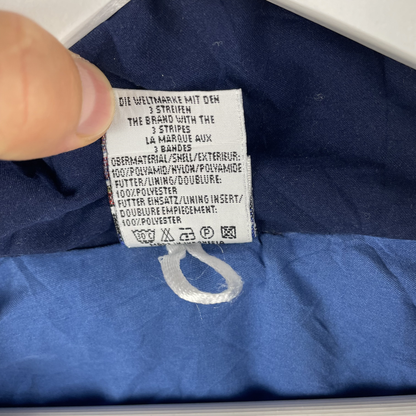 DIE WELTMARKE MIT DEN
3 STREIFEN
THE BRAND WITH THE
3 STRIPES
LA MARQUE AUX
3 BANDES
OBERMATERIAL/SHELL/EXTERIEUR:
100%POLYAMID/NYLON/POLYAMIDE
FUTTER/LINING/DOUBLURE:
100%POLYESTER
FUTTER EINSATZ/LINING INSERT/
DOUBLURE EMPIECEMENT:
100%POLYESTER